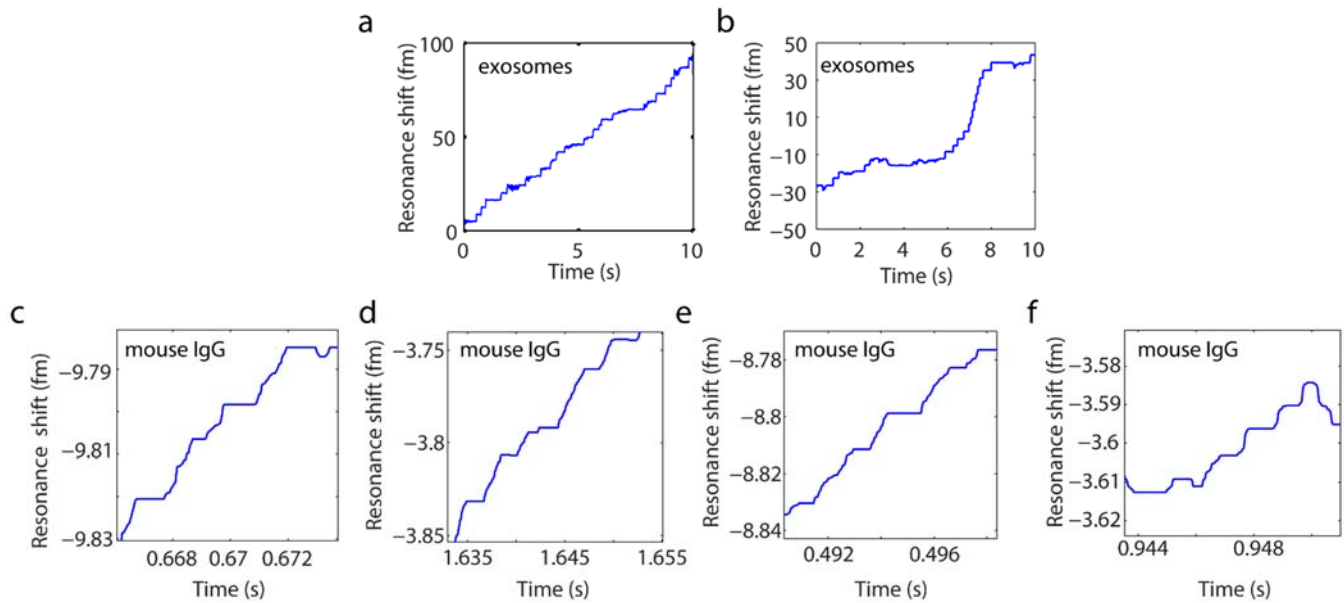 a
100
50
0
exosomes
Resonance shift (fm)
0 5 10
Time (s)
b
50
30
10
−10
−30
−50
exosomes
Resonance shift (fm)
0 2 4 6 8 10
Time (s)
c
mouse IgG
−9.79
−9.81
−9.83
Resonance shift (fm)
0.668 0.67 0.672
Time (s)
d
mouse IgG
−3.75
−3.8
−3.85
Resonance shift (fm)
1.635 1.645 1.655
Time (s)
e
mouse IgG
−8.78
−8.8
−8.82
−8.84
Resonance shift (fm)
0.492 0.496
Time (s)
f
mouse IgG
−3.58
−3.59
−3.6
−3.61
−3.62
Resonance shift (fm)
0.944 0.948
Time (s)